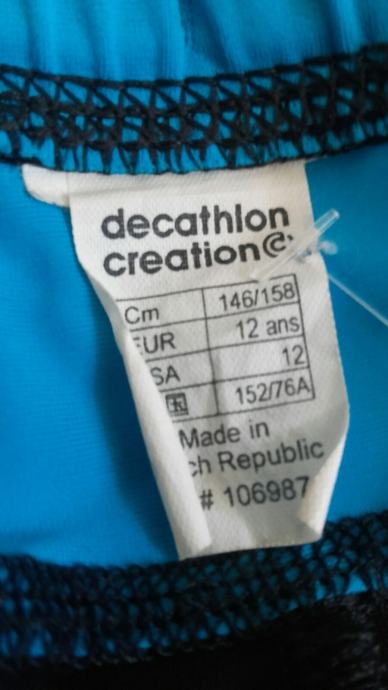 decathlon
creation
Cm 146/158
EUR 12 ans
SA 12
152/76A
Made in
ch Republic
# 106987